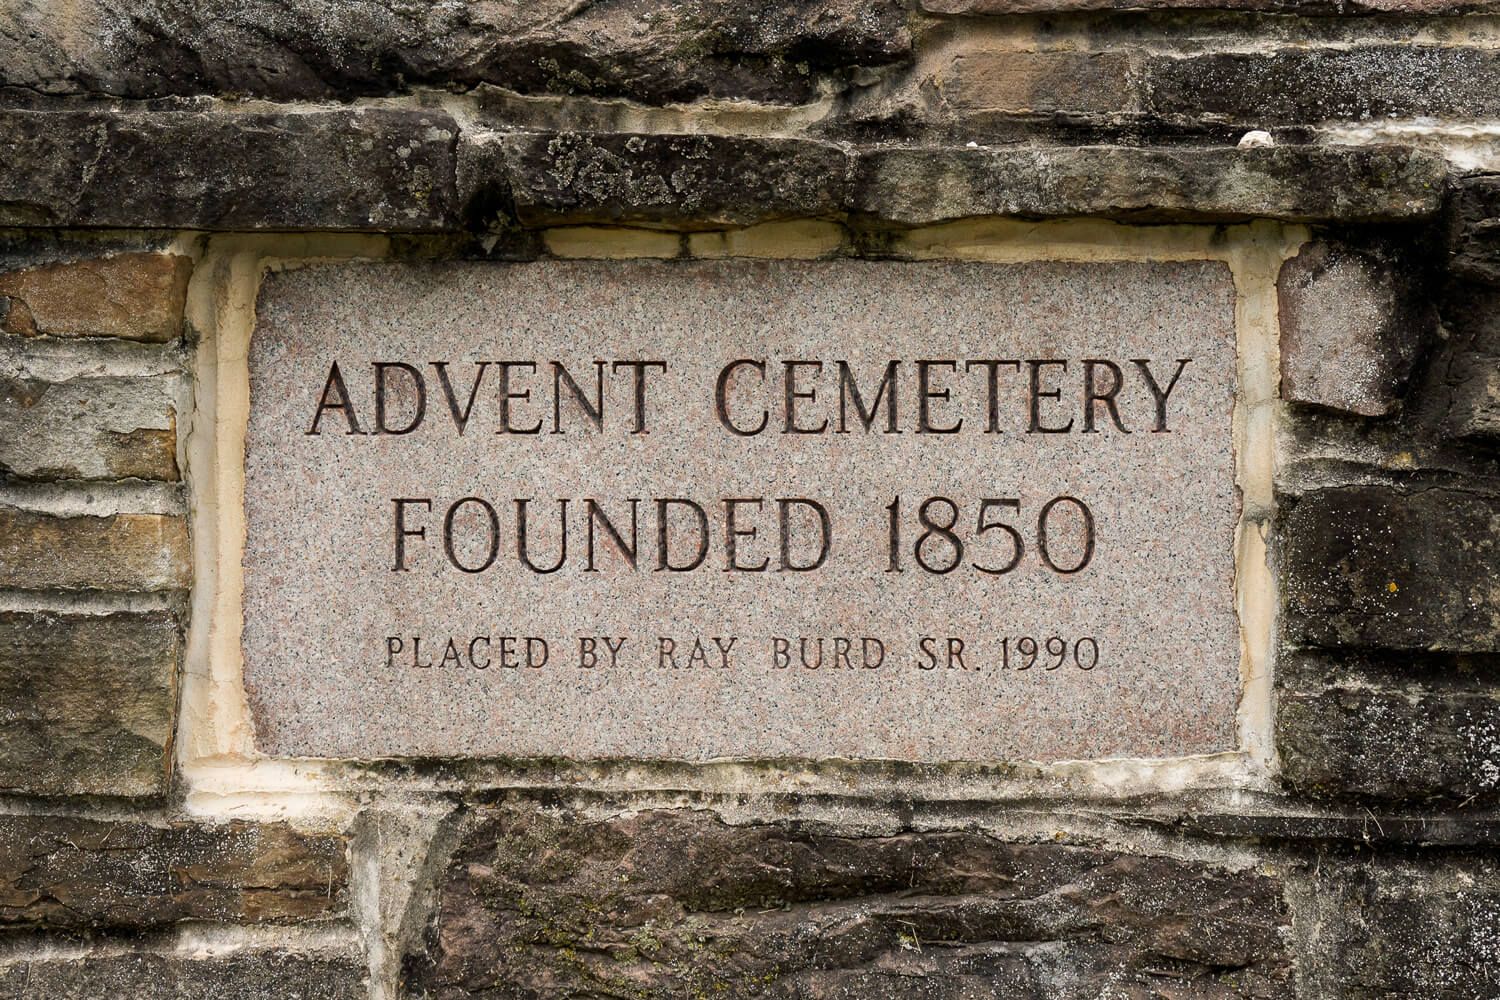 ADVENT CEMETERY
FOUNDED 1850
PLACED BY RAY BURD SR. 1990